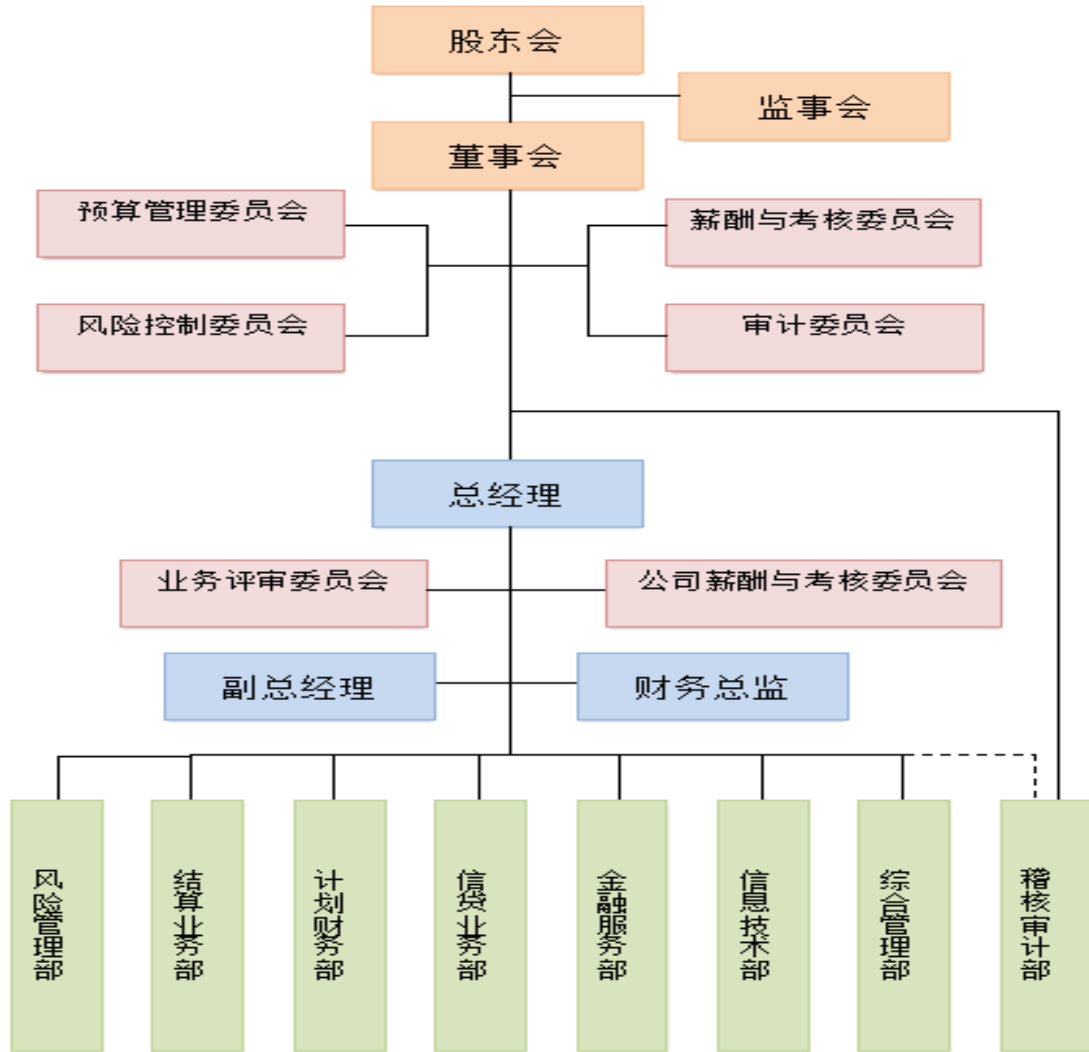 股东会
监事会
董事会
预算管理委员会
薪酬与考核委员会
风险控制委员会
审计委员会
总经理
业务评审委员会
公司薪酬与考核委员会
副总经理
财务总监
风险管理部
结算业务部
计划财务部
信贷业务部
金融服务部
信息技术部
综合管理部
稽核审计部